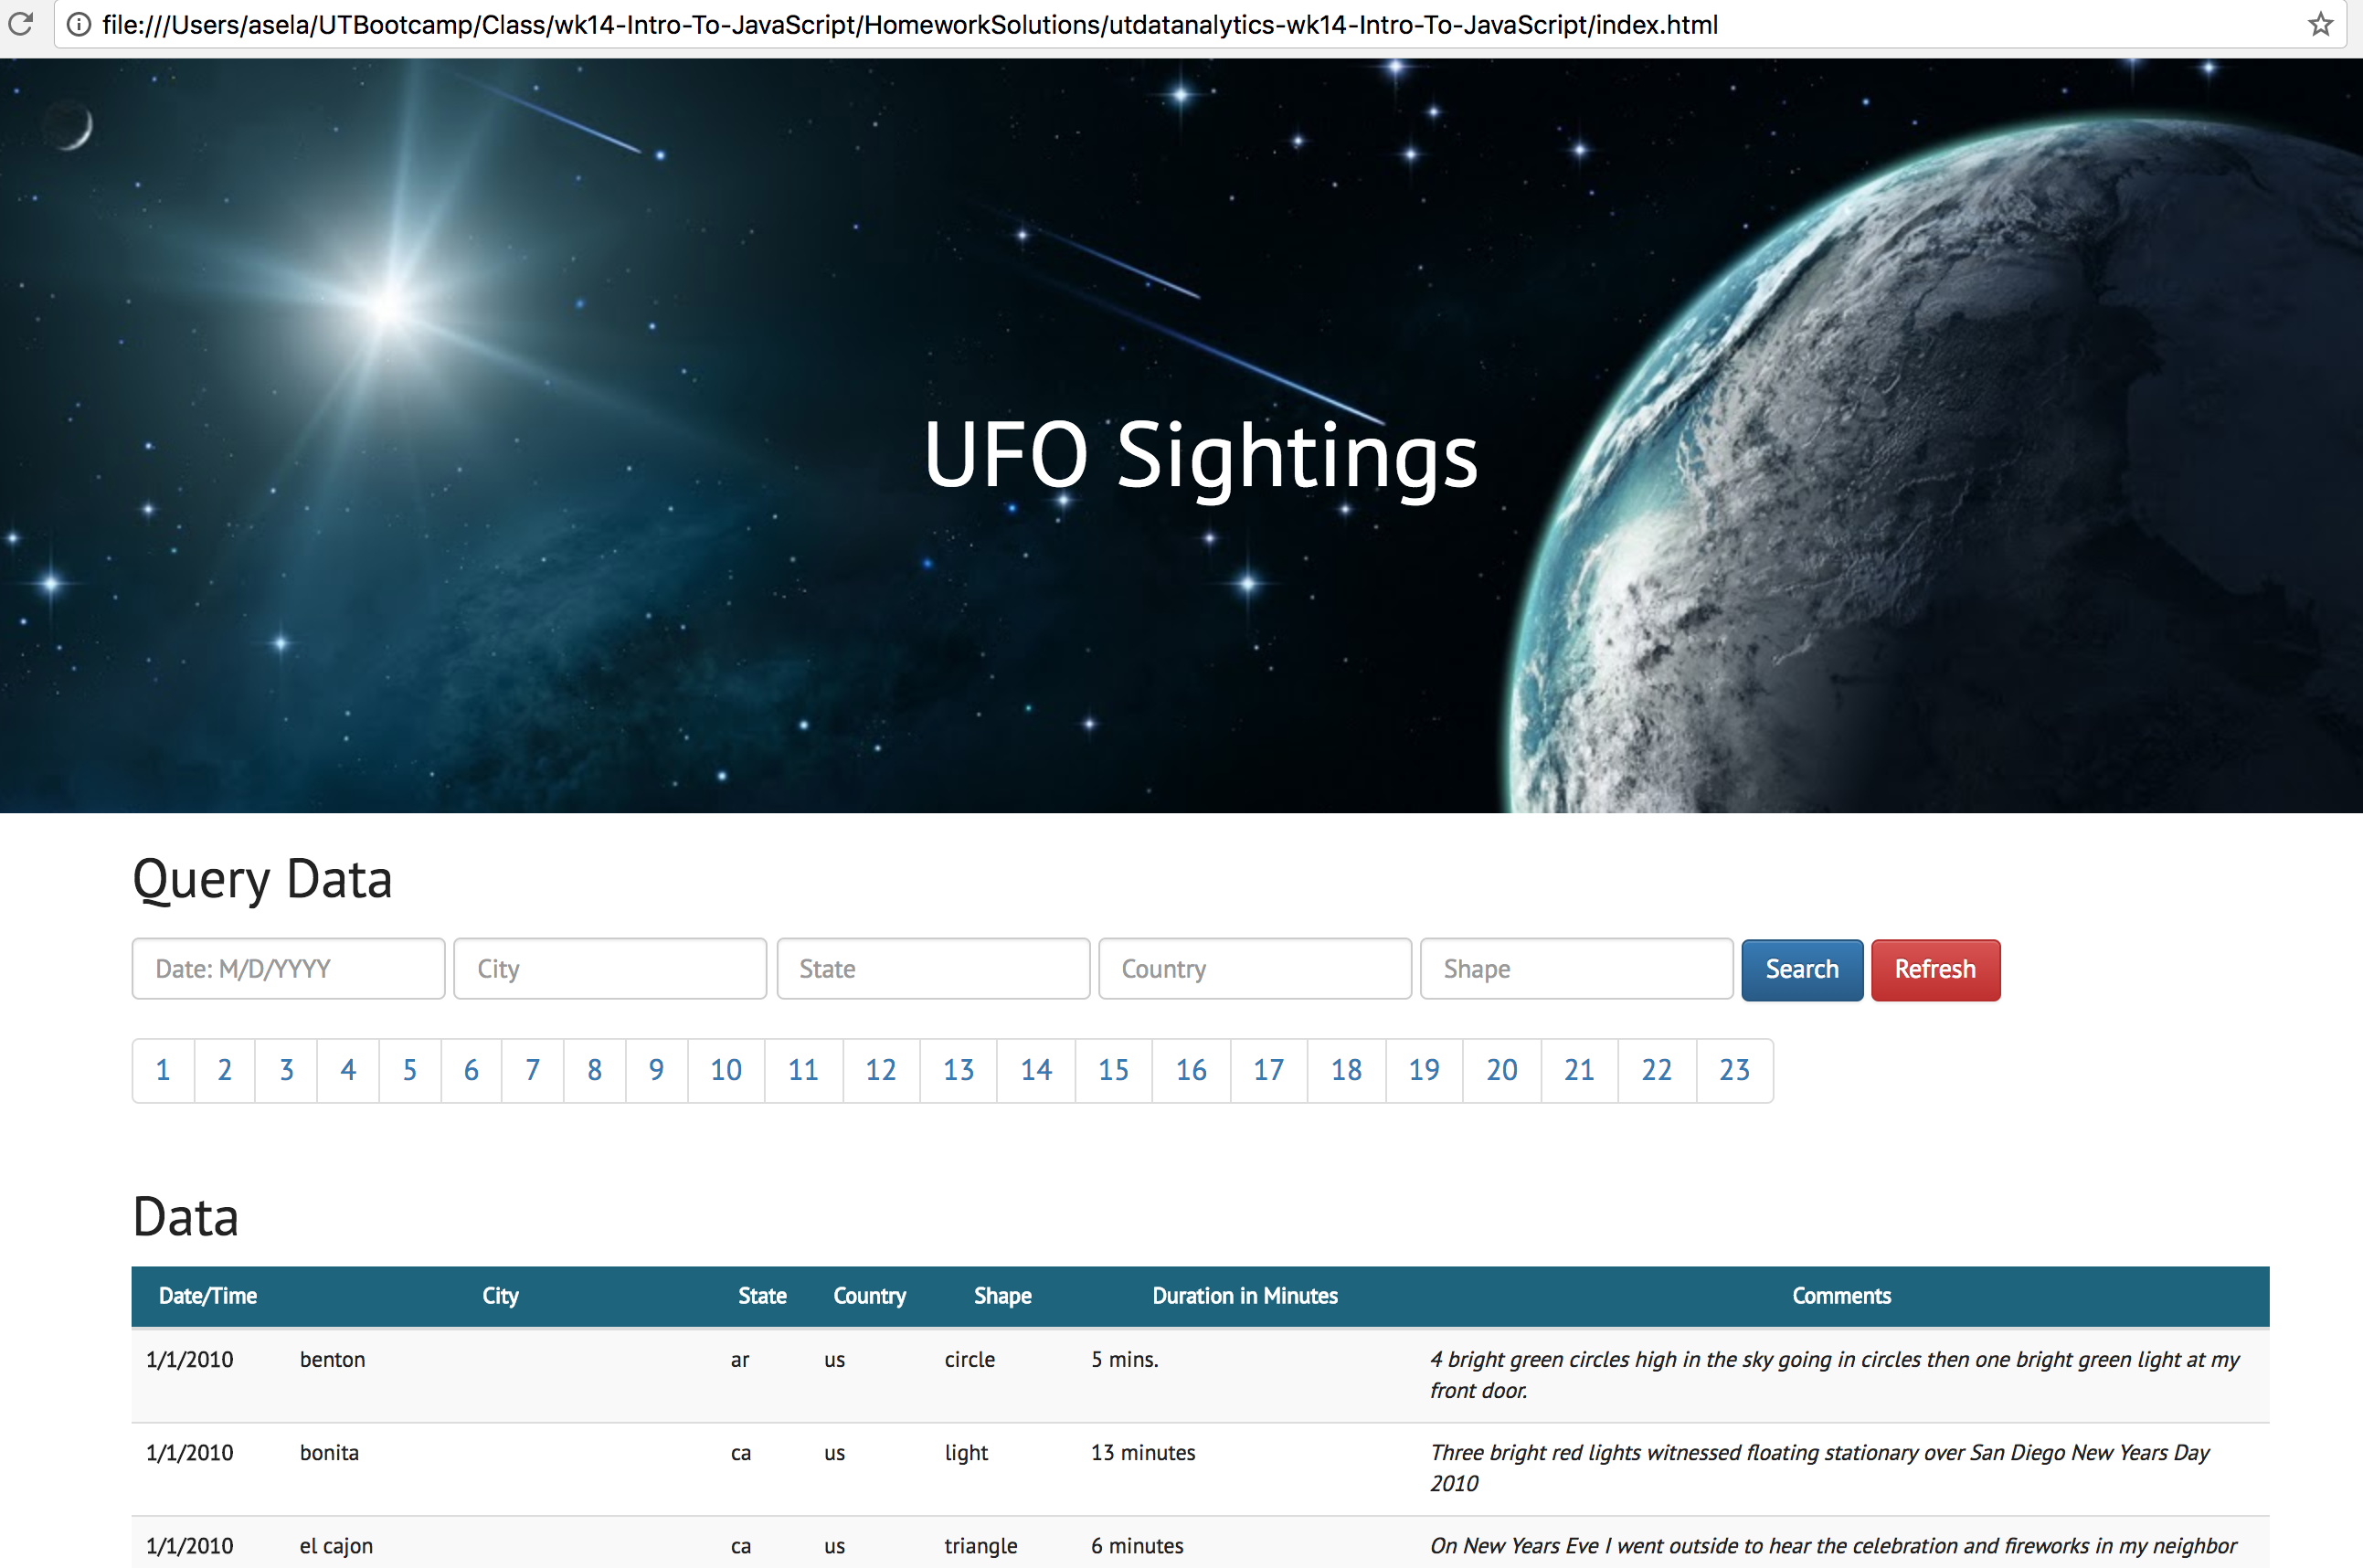 file:///Users/asela/UTBootcamp/Class/wk14-Intro-To-JavaScript/HomeworkSolutions/utdatanalytics-wk14-Intro-To-JavaScript/index.html
UFO Sightings
Query Data
Date: M/D/YYYY City State Country Shape Search Refresh
1 2 3 4 5 6 7 8 9 10 11 12 13 14 15 16 17 18 19 20 21 22 23
Data
Date/Time City State Country Shape Duration in Minutes Comments
1/1/2010 benton ar us circle 5 mins. 4 bright green circles high in the sky going in circles then one bright green light at my
front door.
1/1/2010 bonita ca us light 13 minutes Three bright red lights witnessed floating stationary over San Diego New Years Day
2010
1/1/2010 el cajon ca us triangle 6 minutes On New Years Eve I went outside to hear the celebration and fireworks in my neighbor